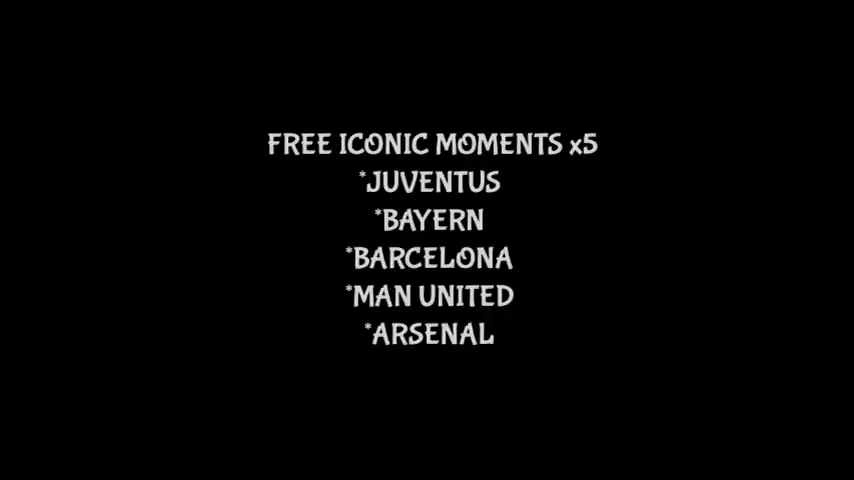 FREE ICONIC MOMENTS x5
*JUVENTUS
*BAYERN
*BARCELONA
*MAN UNITED
*ARSENAL